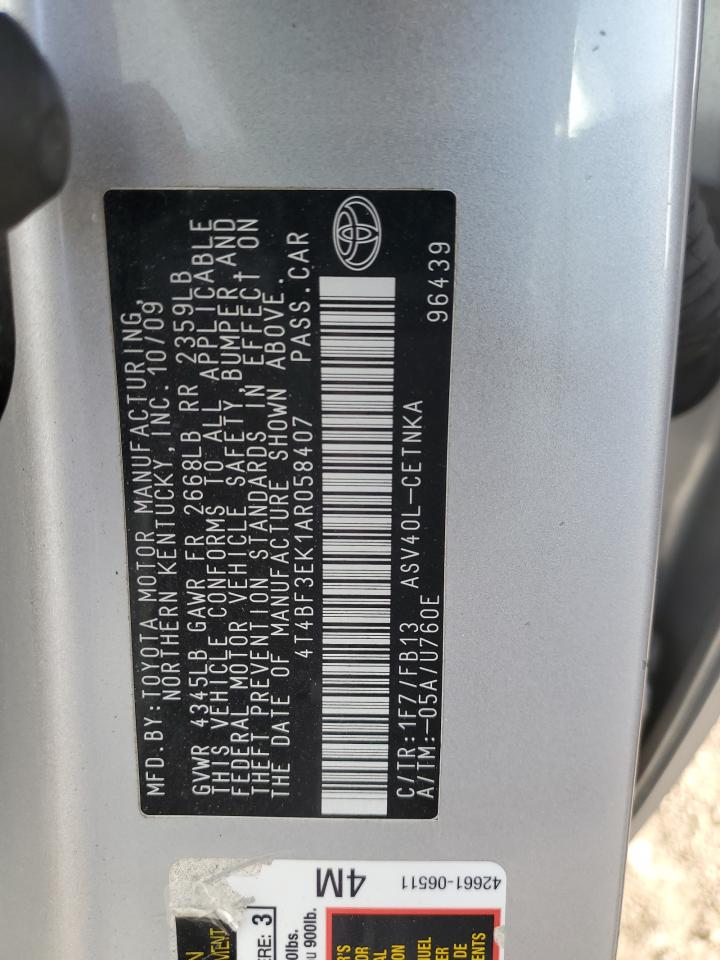 MFD. BY: TOYOTA MOTOR MANUFACTURING,
NORTHERN KENTUCKY, INC. 10/09
GVWR 4345LB GAWR FR 2668LB RR 2359LB
THIS VEHICLE CONFORMS TO ALL APPLICABLE
FEDERAL MOTOR VEHICLE SAFETY, BUMPER, AND
THEFT PREVENTION STANDARDS IN EFFECT ON
THE DATE OF MANUFACTURE SHOWN ABOVE.
4T4BF3EK1AR058407 PASS. CAR
C/TR: 1F7/FB13 ASV40L-CETNKA
A/TM: -05A/U760E 96439
4M
42661-06511
3
900lb.